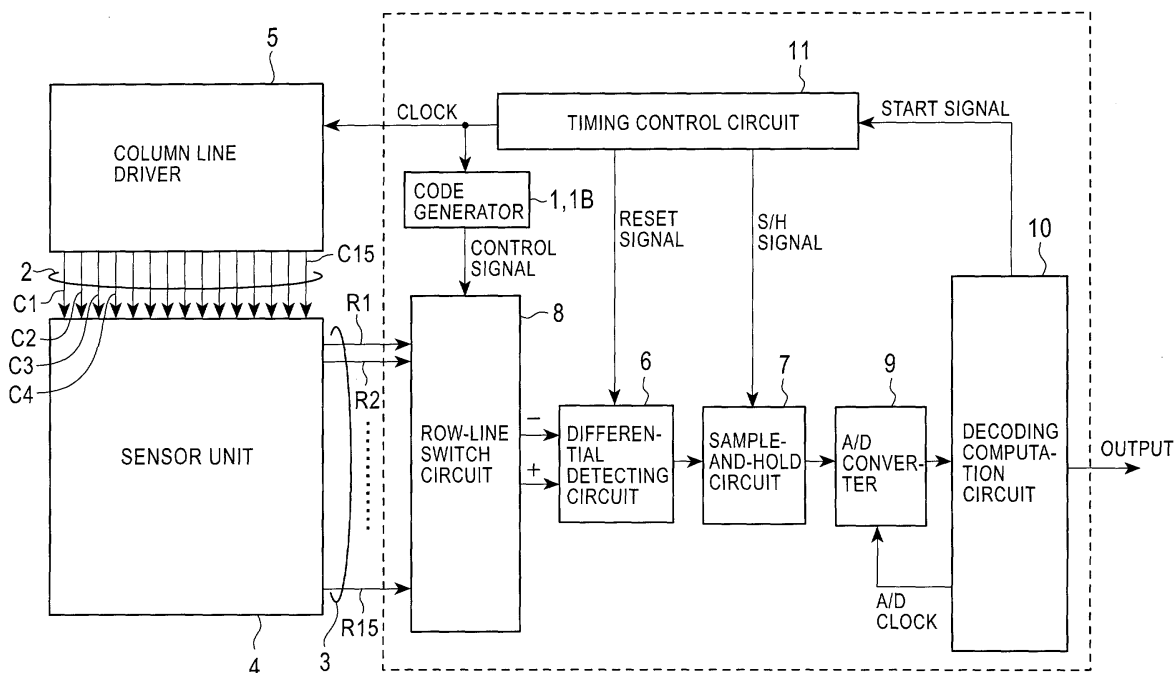 5
11
CLOCK
START SIGNAL
TIMING CONTROL CIRCUIT
COLUMN LINE
DRIVER
CODE
GENERATOR
1,1B
RESET
SIGNAL
S/H
SIGNAL
10
C15
CONTROL
SIGNAL
2
C1
R1
8
C2
C3
R2
C4
6
7
9
SENSOR UNIT
ROW-LINE
SWITCH
CIRCUIT
−
+
DIFFEREN-
TIAL
DETECTING
CIRCUIT
SAMPLE-
AND-HOLD
CIRCUIT
A/D
CONVER-
TER
DECODING
COMPUTA-
TION
CIRCUIT
OUTPUT
A/D
CLOCK
R15
4
3